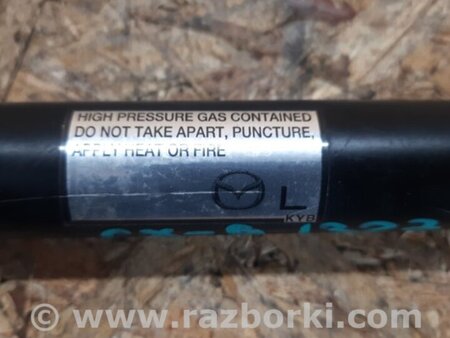 HIGH PRESSURE GAS CONTAINED
DO NOT TAKE APART, PUNCTURE,
APPLY HEAT OR FIRE
L
KYB
www.razborki.com